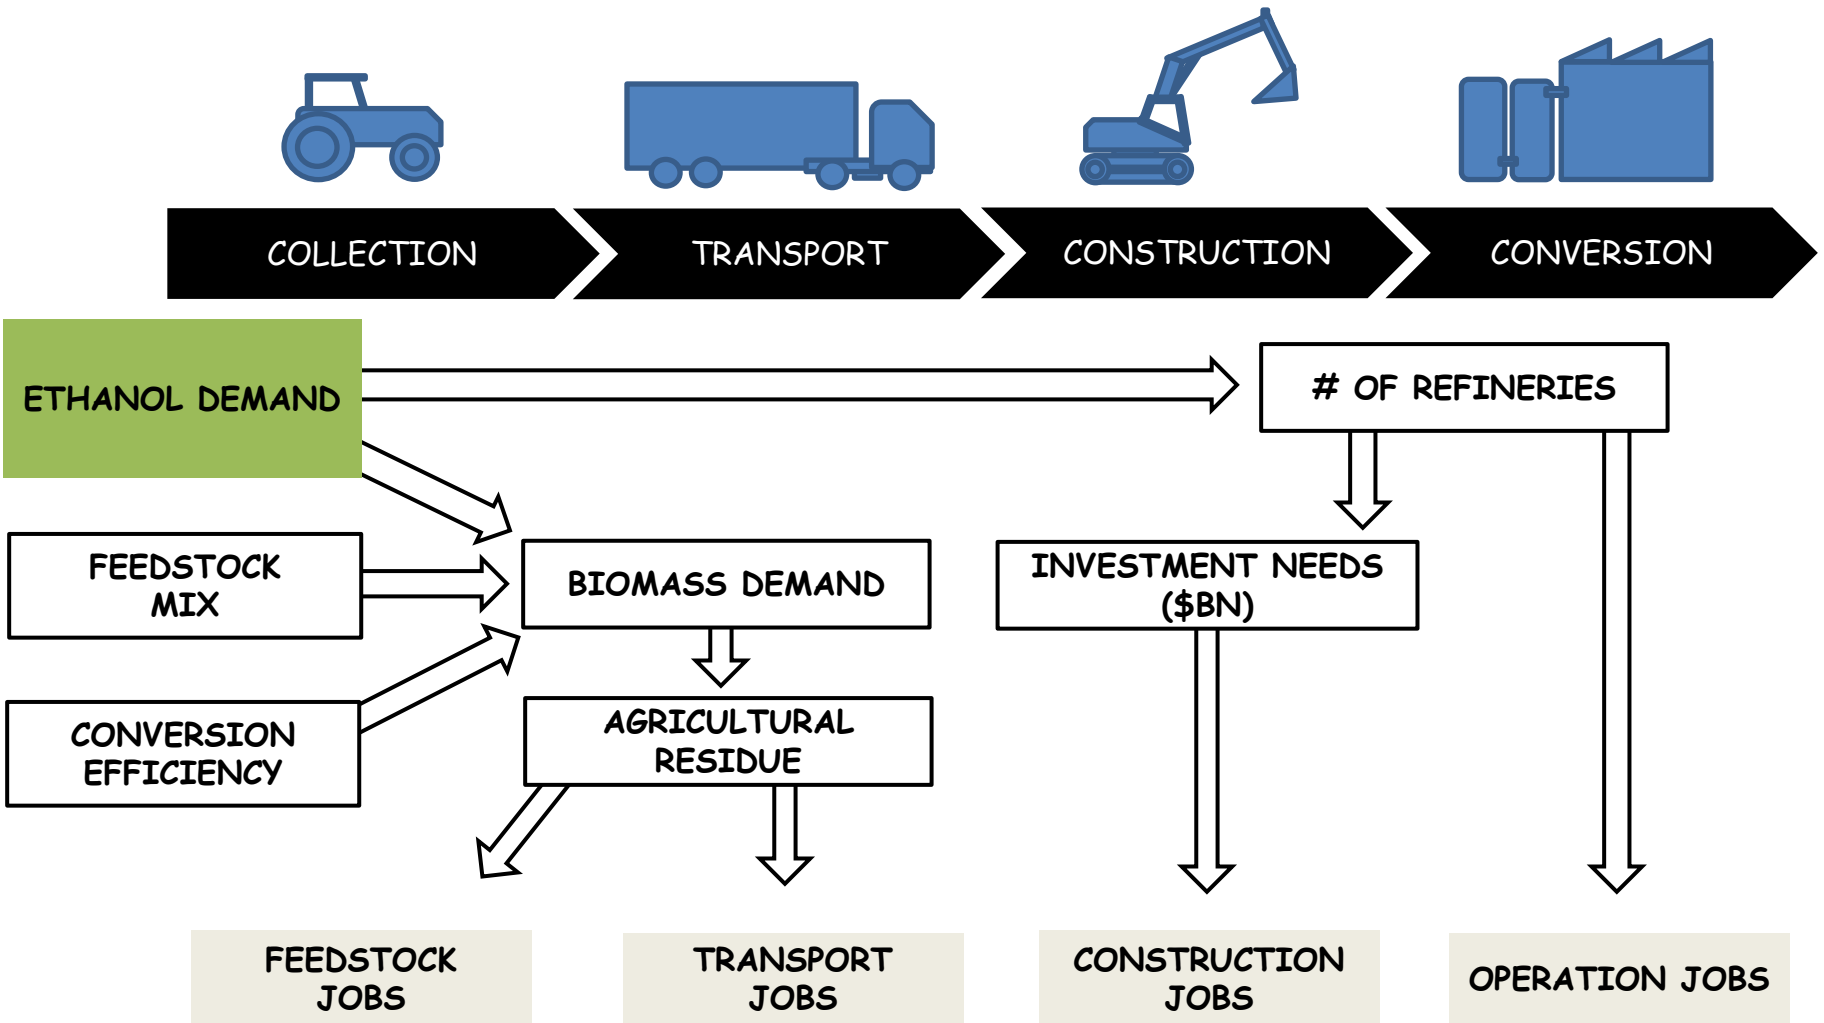 COLLECTION
TRANSPORT
CONSTRUCTION
CONVERSION
ETHANOL DEMAND
# OF REFINERIES
FEEDSTOCK
MIX
BIOMASS DEMAND
INVESTMENT NEEDS
($BN)
CONVERSION
EFFICIENCY
AGRICULTURAL
RESIDUE
FEEDSTOCK
JOBS
TRANSPORT
JOBS
CONSTRUCTION
JOBS
OPERATION JOBS